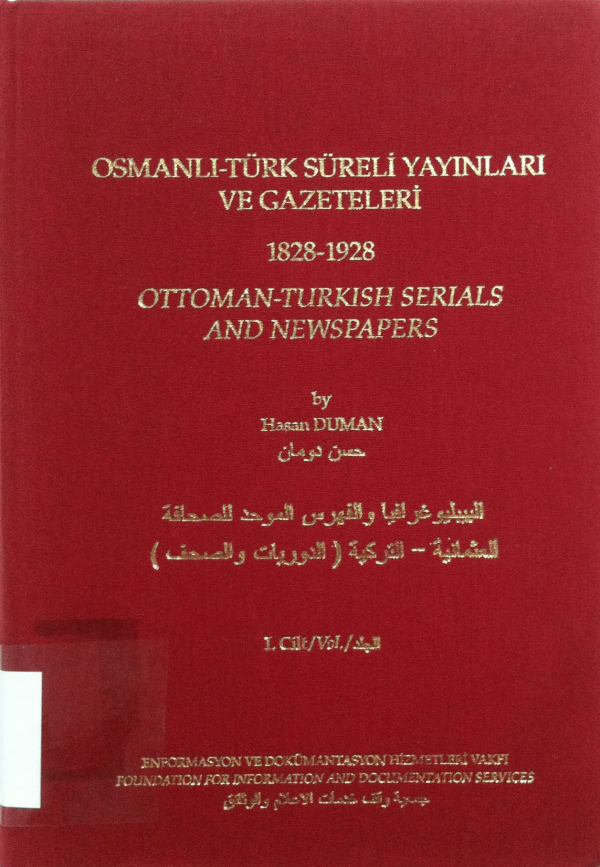 OSMANLI-TÜRK SÜRELİ YAYINLARI
VE GAZETELERİ
1828-1928
OTTOMAN-TURKISH SERIALS
AND NEWSPAPERS
by
Hasan DUMAN
حسن دومان
الببليوغرافيا والفهرس الموحد للصحافة
العثمانية - التركية ( الدوريات والصحف )
I. Cilt/Vol./المجلد
ENFORMASYON VE DOKÜMANTASYON HİZMETLERİ VAKFI
FOUNDATION FOR INFORMATION AND DOCUMENTATION SERVICES
جمعية وقف خدمات الاعلام والوثائق